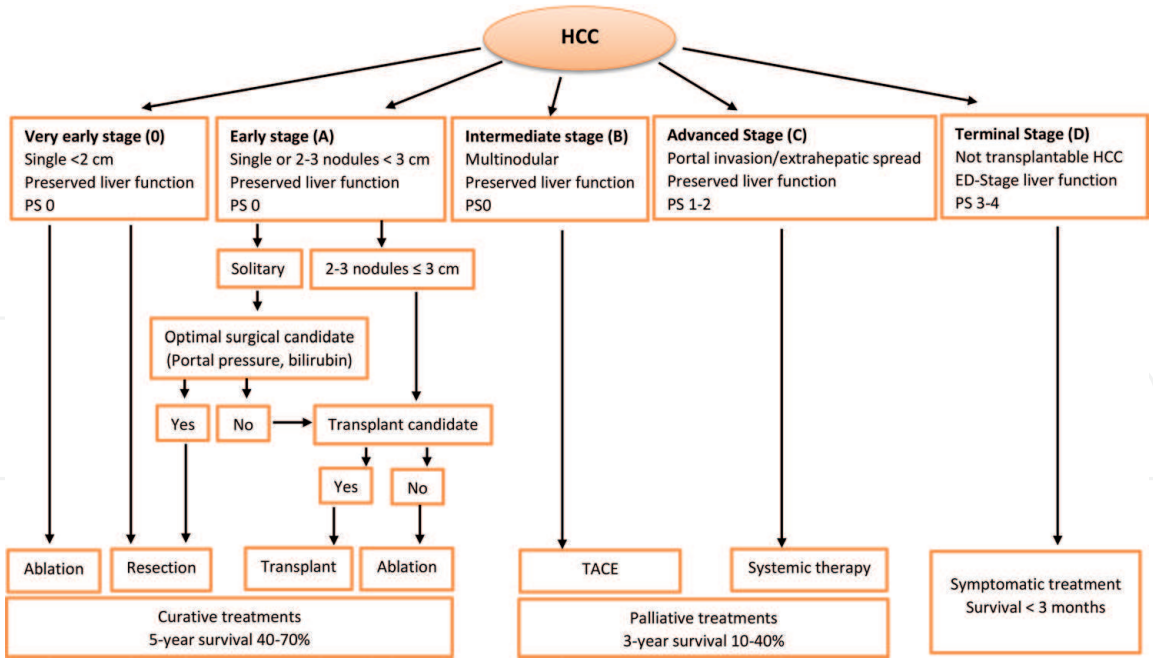 HCC
Very early stage (0)
Single <2 cm
Preserved liver function
PS 0
Early stage (A)
Single or 2-3 nodules < 3 cm
Preserved liver function
PS 0
Intermediate stage (B)
Multinodular
Preserved liver function
PS0
Advanced Stage (C)
Portal invasion/extrahepatic spread
Preserved liver function
PS 1-2
Terminal Stage (D)
Not transplantable HCC
ED-Stage liver function
PS 3-4
Solitary
2-3 nodules ≤ 3 cm
Optimal surgical candidate
(Portal pressure, bilirubin)
Yes
No
Transplant candidate
Yes
No
Ablation
Resection
Transplant
Ablation
TACE
Systemic therapy
Symptomatic treatment
Survival < 3 months
Curative treatments
5-year survival 40-70%
Palliative treatments
3-year survival 10-40%